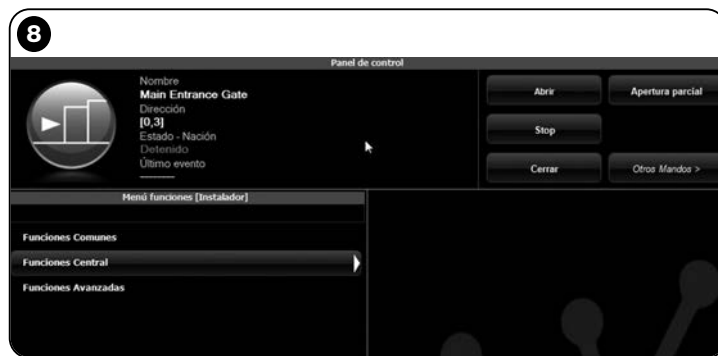 8
Panel de control
Nombre
Main Entrance Gate
Dirección
[0,3]
Estado - Nación
Detenido
Último evento
--------
Abrir
Apertura parcial
Stop
Cerrar
Otros Mandos >
Menú funciones [Instalador]
Funciones Comunes
Funciones Central
Funciones Avanzadas